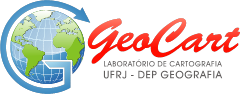 GeoCart
LABORATÓRIO DE CARTOGRAFIA
UFRJ - DEP GEOGRAFIA